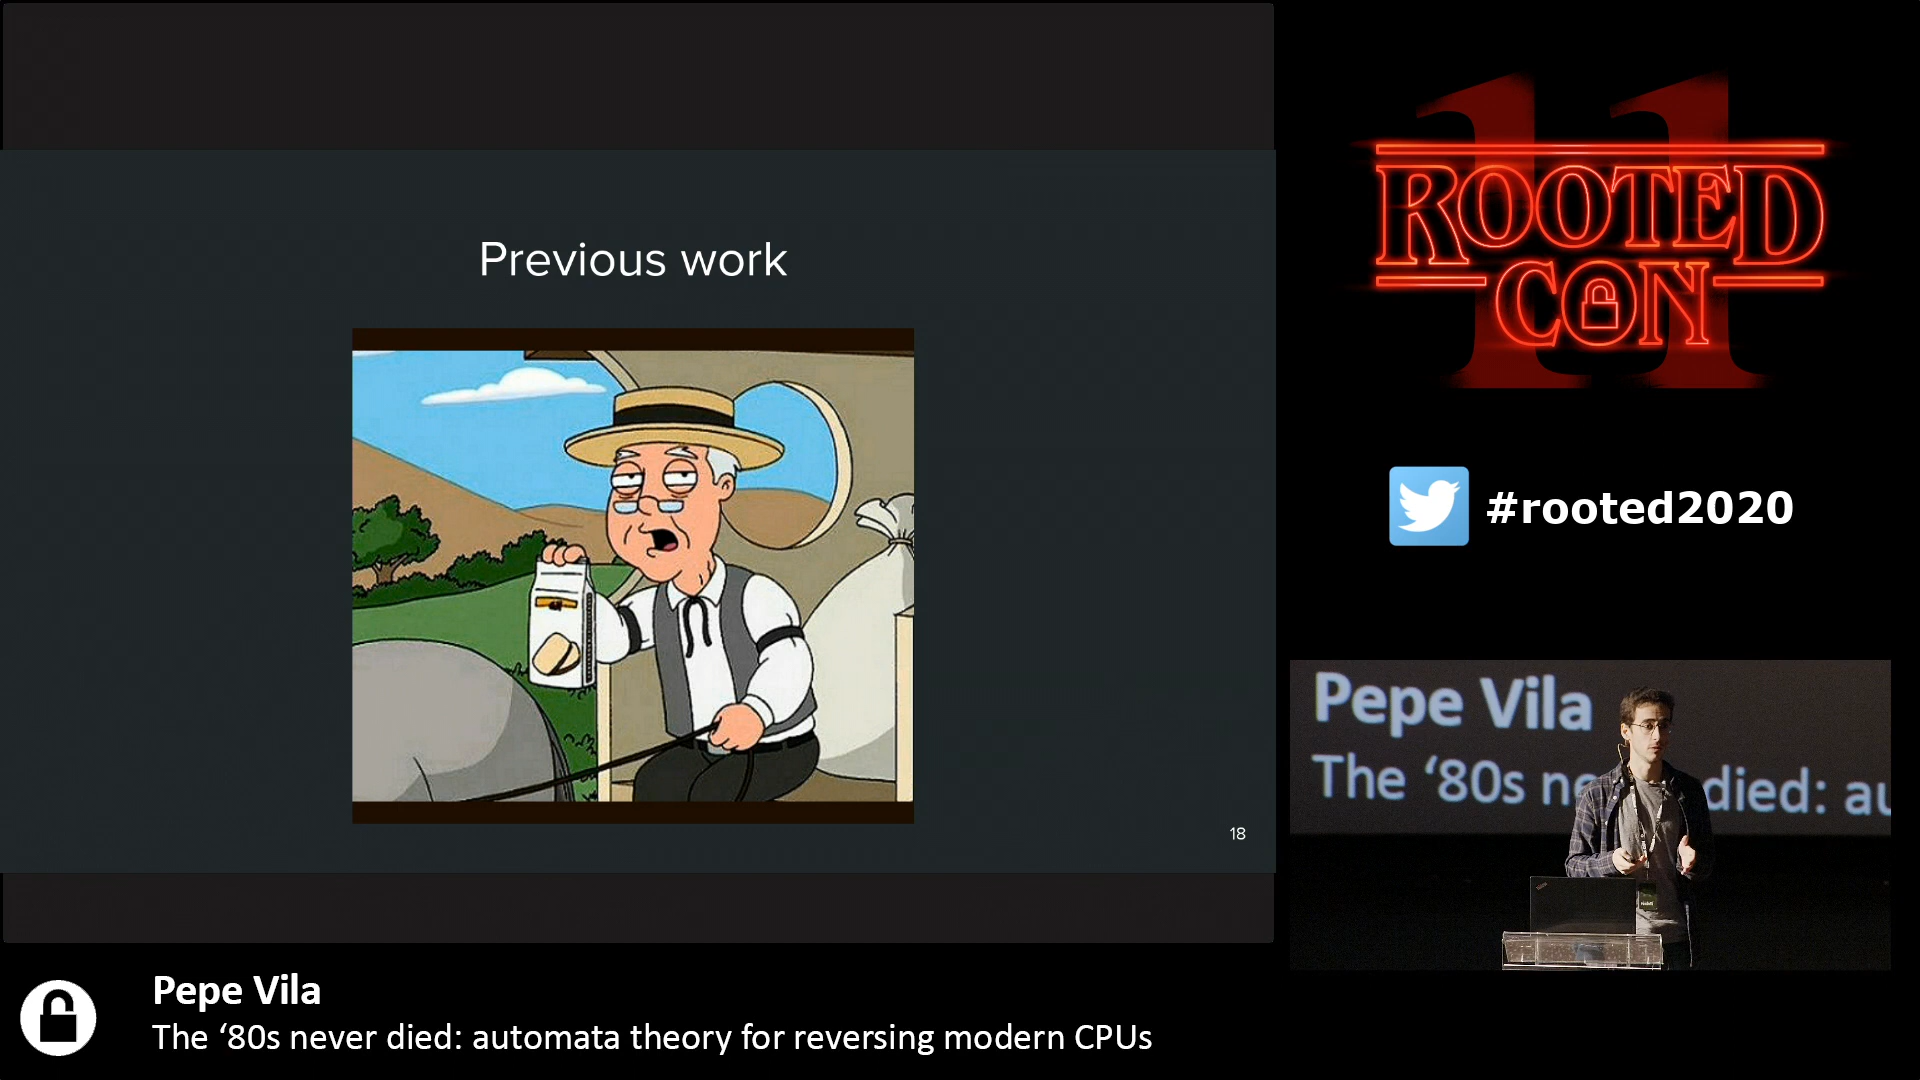 Previous work
18
11
ROOTED
CON
#rooted2020
Pepe Vila
The ‘80s ne
died: au
Pepe Vila
The ‘80s never died: automata theory for reversing modern CPUs